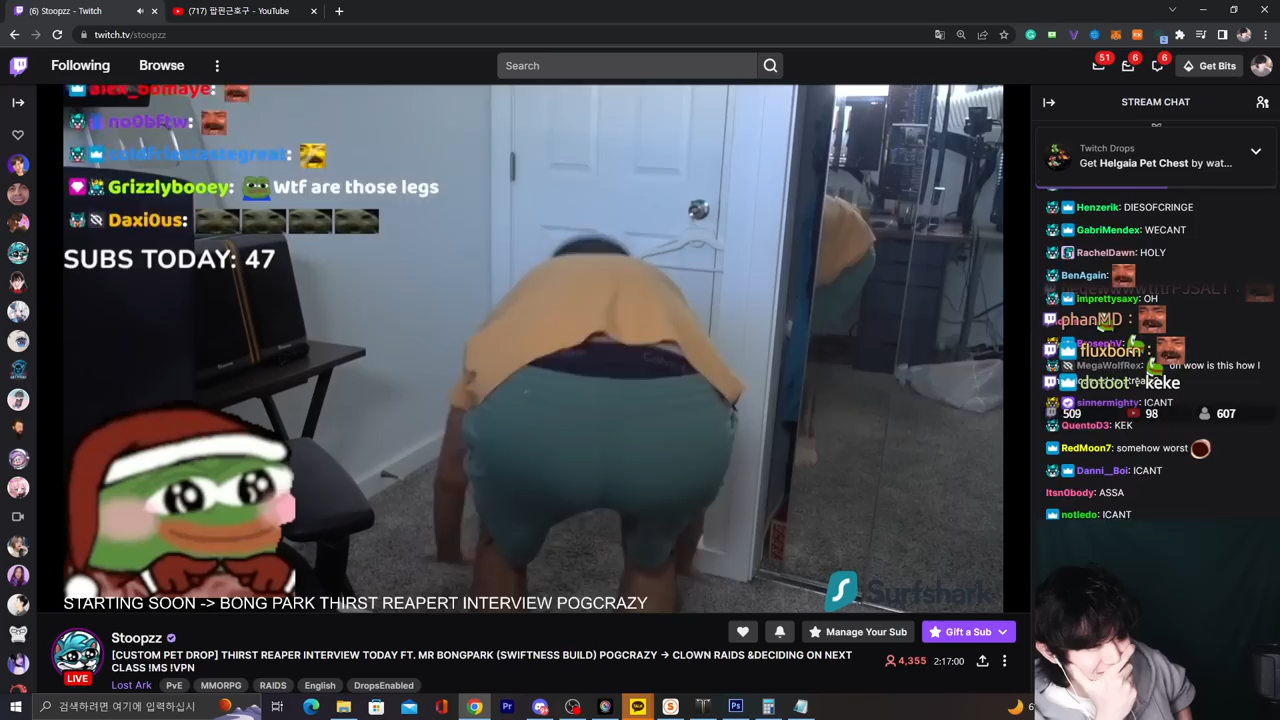 (6) Stoopzz - Twitch
(717) 팝핀근호구 - YouTube
twitch.tv/stoopzz
Following
Browse
Search
51
6
6
Get Bits
alex_bomaye:
no0bftw:
coldfriestastegreat:
Grizzlybooey: Wtf are those legs
Daxi0us:
SUBS TODAY: 47
STARTING SOON -> BONG PARK THIRST REAPERT INTERVIEW POGCRAZY
Surfshark
STREAM CHAT
Twitch Drops
Get Helgaia Pet Chest by wat...
Henzerik: DIESOFCRINGE
GabriMendex: WECANT
RachelDawn: HOLY
BenAgain:
imprettysaxy: OH
phanMD :
fluxborn :
MegaWolfRex: oh wow is this how I
dotoot : keke
sinnermighty: ICANT
509
98
607
QuentoD3: KEK
RedMoon7: somehow worst
Danni__Boi: ICANT
Itsn0body: ASSA
notledo: ICANT
Stoopzz
LIVE
Manage Your Sub
Gift a Sub
[CUSTOM PET DROP] THIRST REAPER INTERVIEW TODAY FT. MR BONGPARK (SWIFTNESS BUILD) POGCRAZY -> CLOWN RAIDS &DECIDING ON NEXT
CLASS !MS !VPN
4,355
2:17:00
Lost Ark
PvE
MMORPG
RAIDS
English
DropsEnabled
검색하려면 여기에 입력하십시오